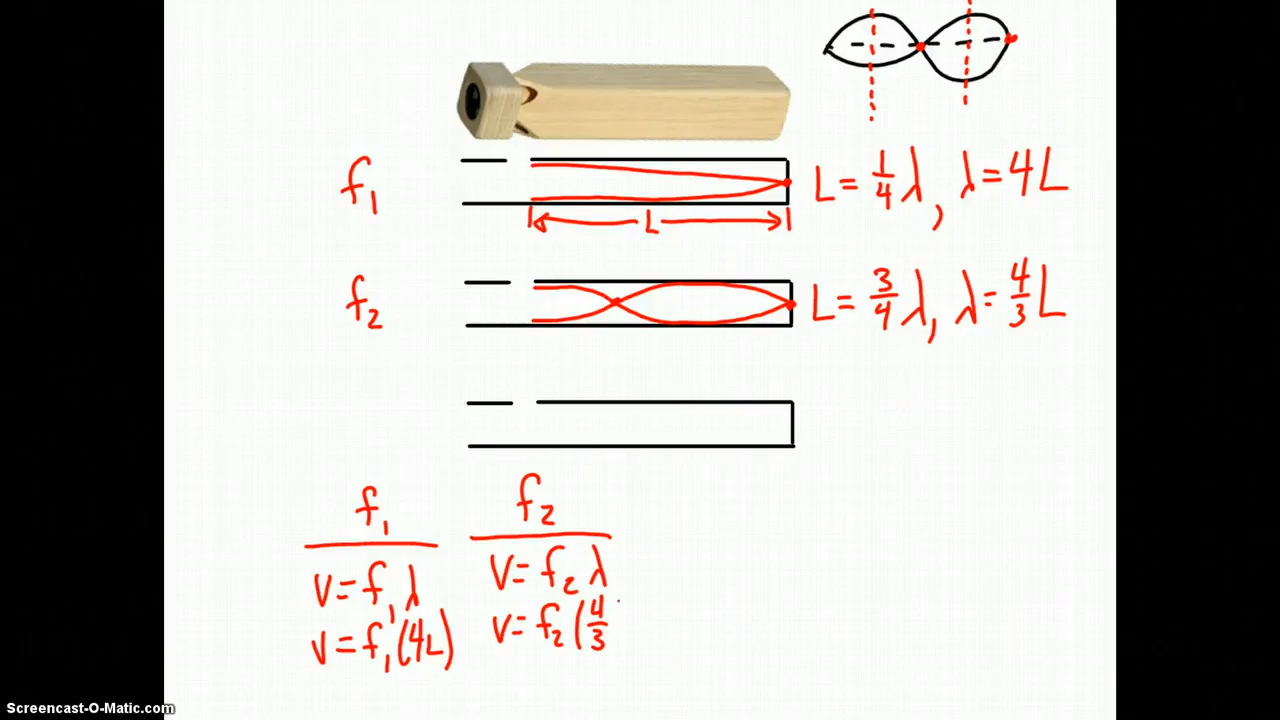 f₁ L = 1/4 λ, λ = 4L
L
f₂ L = 3/4 λ, λ = 4/3 L
f₁
v = f₁ λ
v = f₁ (4L)
f₂
v = f₂ λ
v = f₂ (4/3
Screencast-O-Matic.com